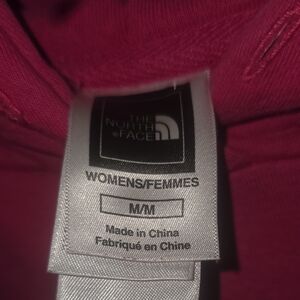 THE
NORTH
FACE
WOMENS/FEMMES
M/M
Made in China
Fabriqué en Chine